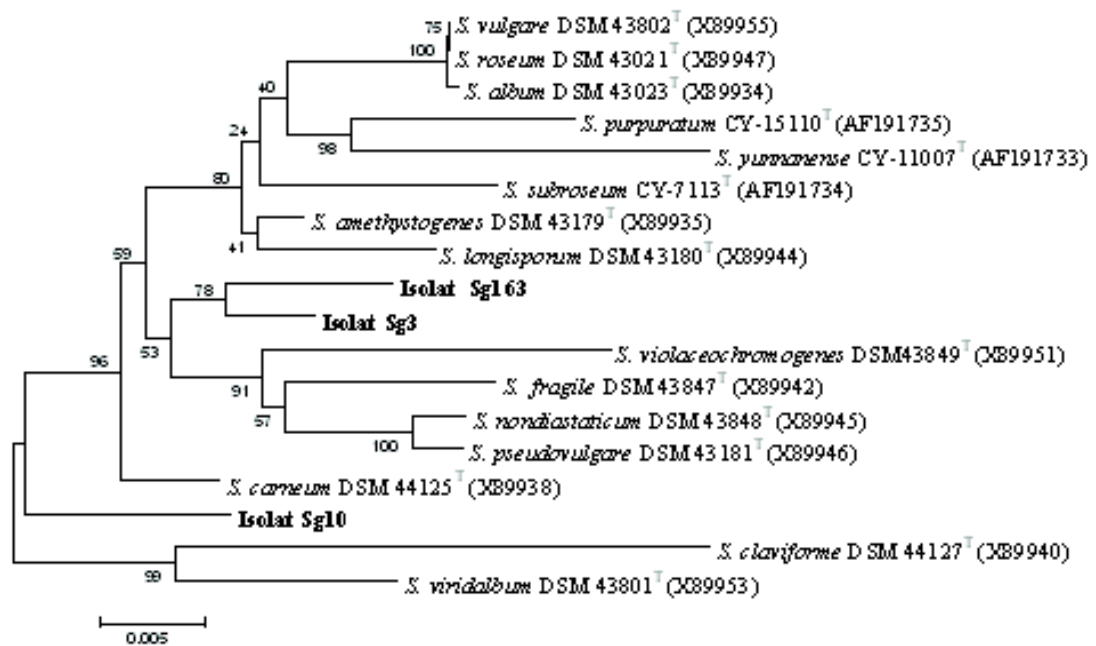 75
S. vulgare DSM 43802T (X89955)
100
S. roseum DSM 43021T (X89947)
S. album DSM 43023T (X89934)
40
S. purpuratum CY-15110T (AF191735)
24
98
S. yunnanense CY-11007T (AF191733)
80
S. subroseum CY-7113T (AF191734)
S. amethystogenes DSM 43179T (X89935)
41
S. longisporum DSM 43180T (X89944)
59
78
Isolat Sg163
Isolat Sg3
53
S. violaceochromogenes DSM43849T (X89951)
96
91
S. fragile DSM 43847T (X89942)
57
S. nondiastaticum DSM 43848T (X89945)
100
S. pseudovulgare DSM 43181T (X89946)
S. carneum DSM 44125T (X89938)
Isolat Sg10
S. claviforme DSM 44127T (X89940)
99
S. viridalbum DSM 43801T (X89953)
0.005